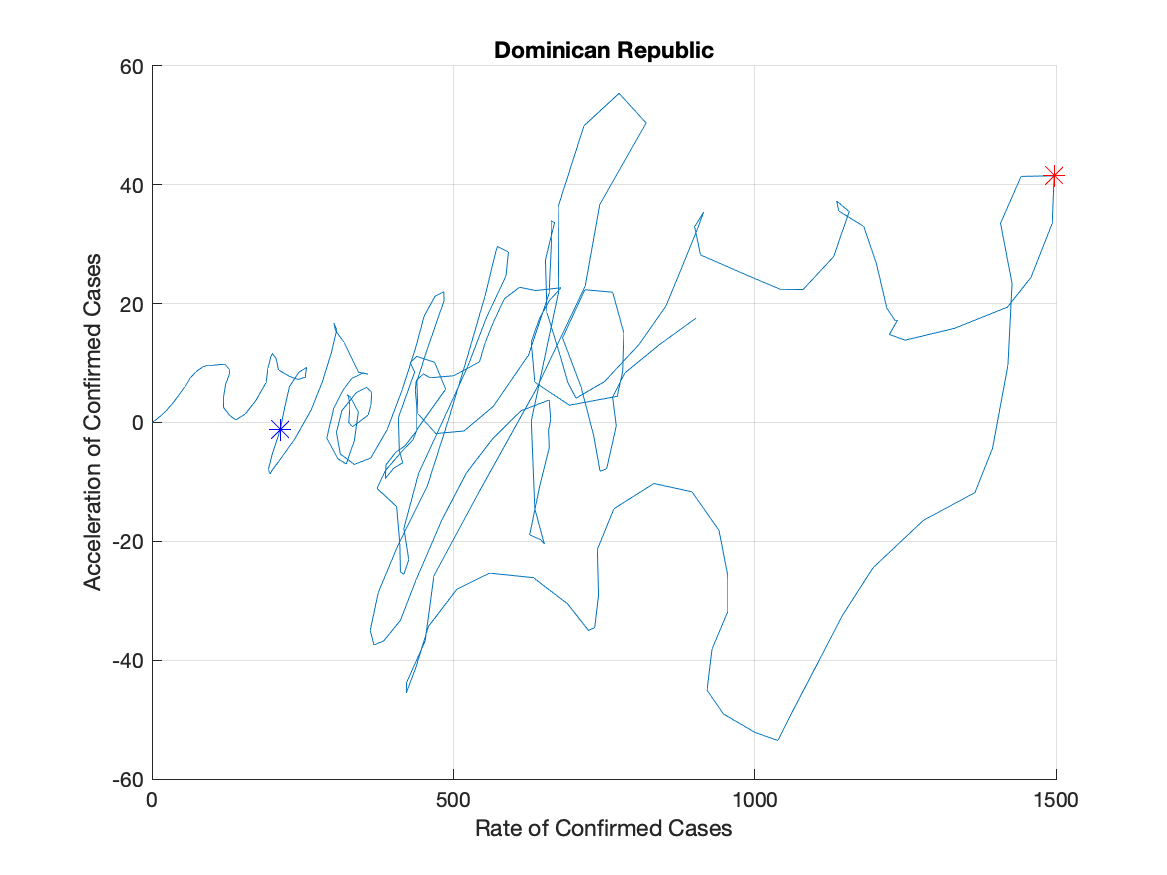 Dominican Republic
60
40
20
0
-20
-40
-60
Acceleration of Confirmed Cases
0 500 1000 1500
Rate of Confirmed Cases